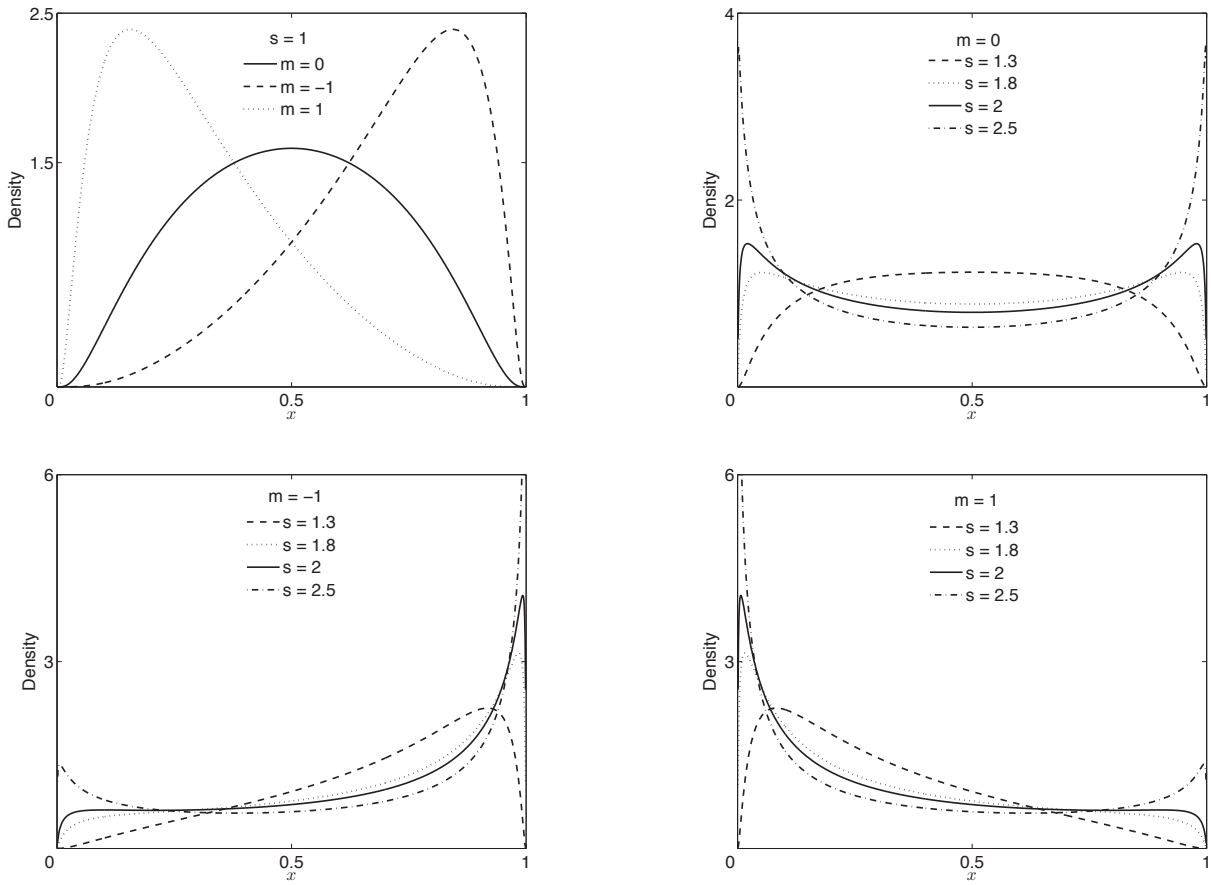 2.5
s = 1
m = 0
m = −1
m = 1
1.5
Density
0
0.5
1
x
4
m = 0
s = 1.3
s = 1.8
s = 2
s = 2.5
2
Density
0
0.5
1
x
6
m = −1
s = 1.3
s = 1.8
s = 2
s = 2.5
3
Density
0
0.5
1
x
6
m = 1
s = 1.3
s = 1.8
s = 2
s = 2.5
3
Density
0
0.5
1
x